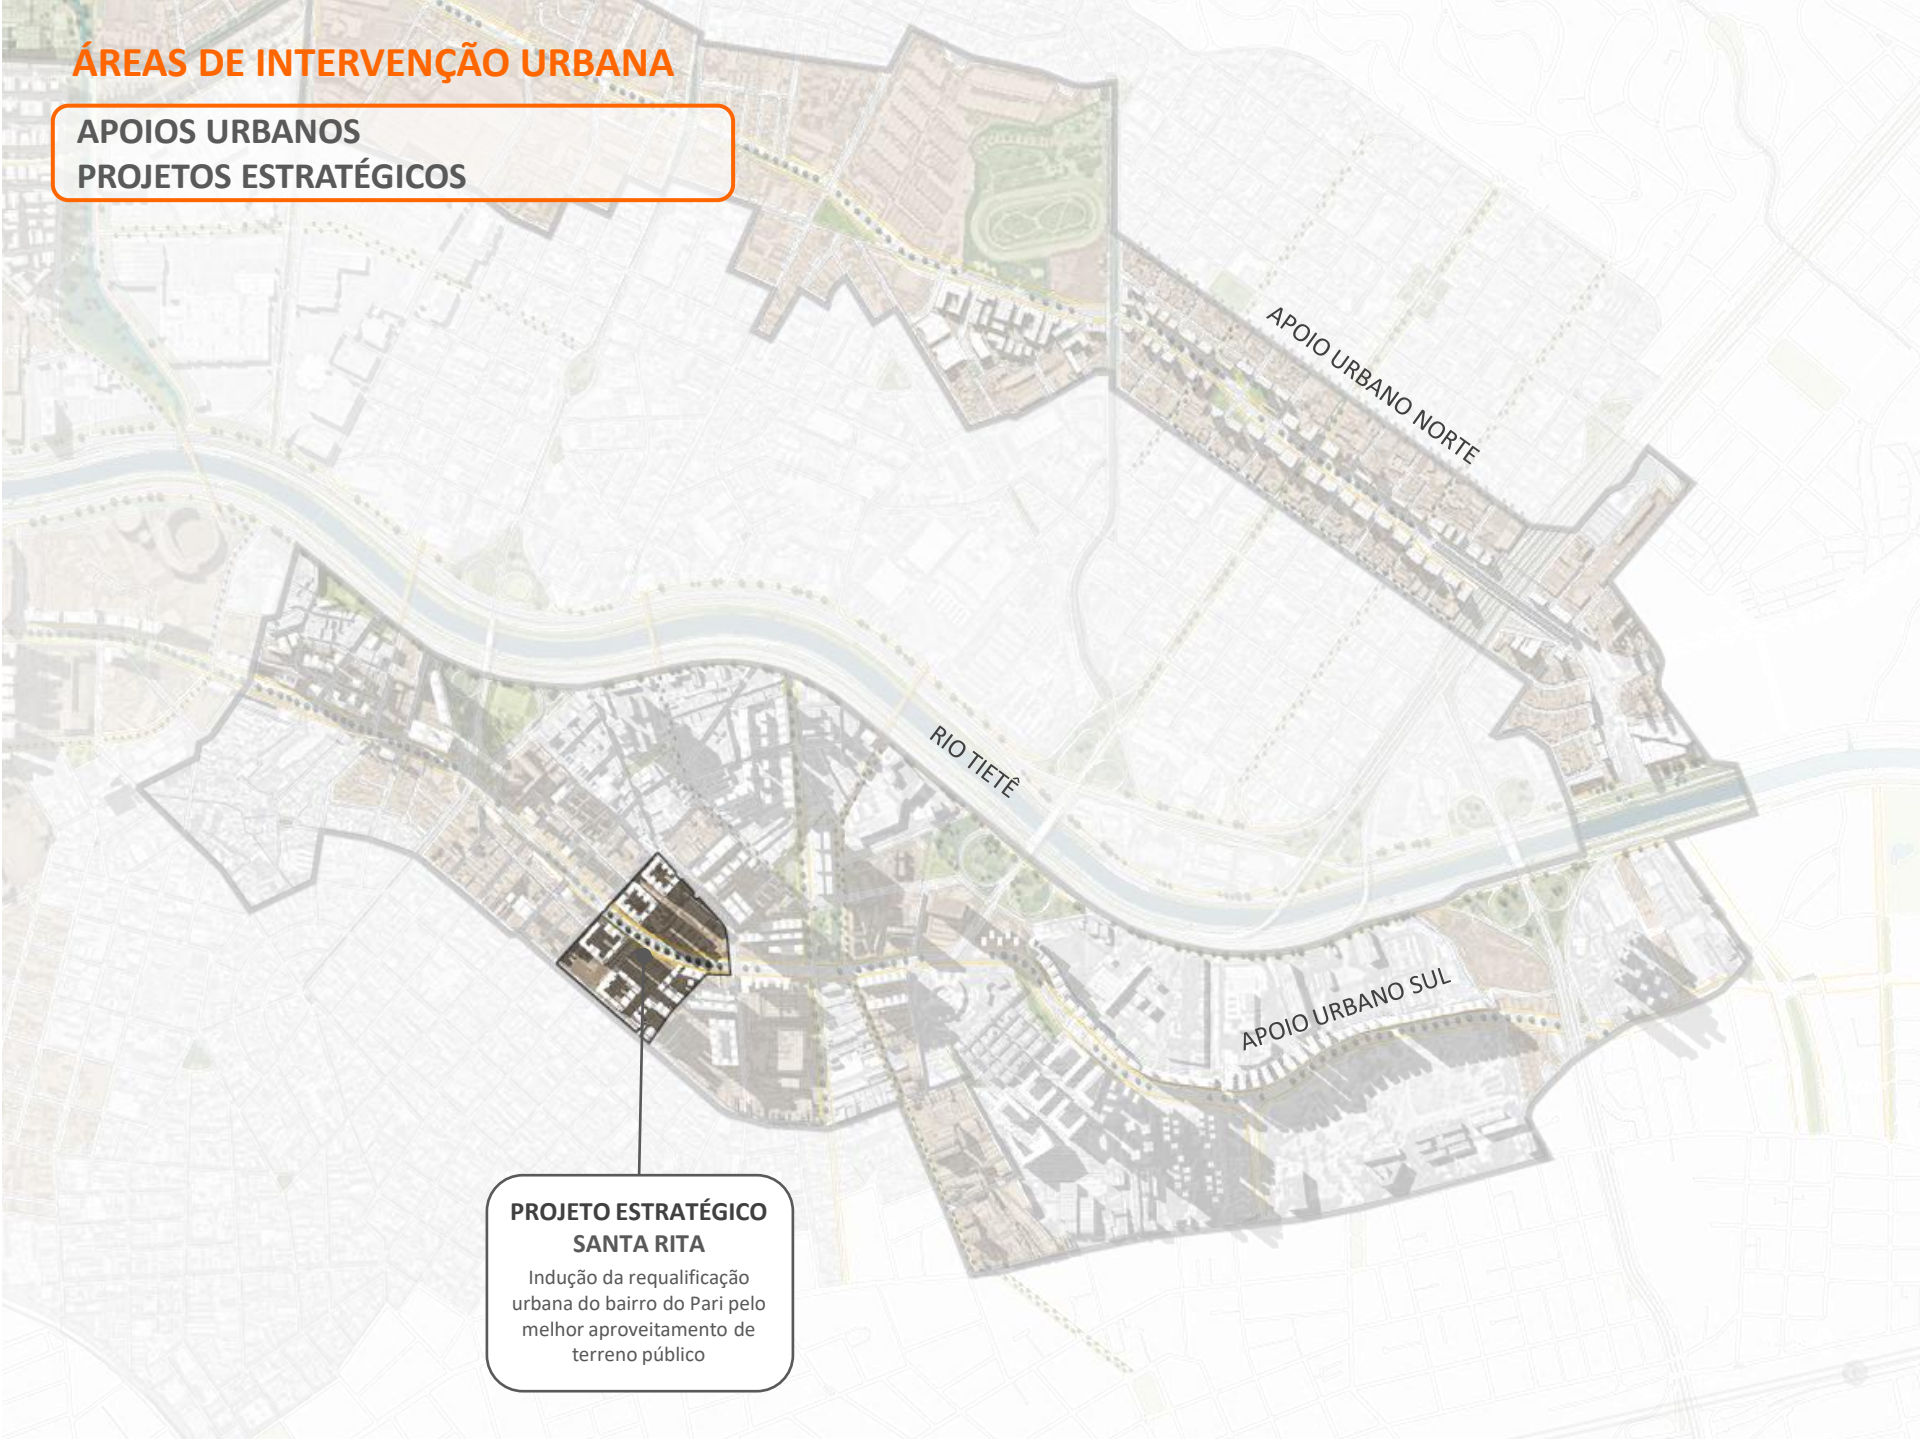 ÁREAS DE INTERVENÇÃO URBANA
APOIOS URBANOS
PROJETOS ESTRATÉGICOS
APOIO URBANO NORTE
RIO TIETÊ
APOIO URBANO SUL
PROJETO ESTRATÉGICO
SANTA RITA
Indução da requalificação
urbana do bairro do Pari pelo
melhor aproveitamento de
terreno público